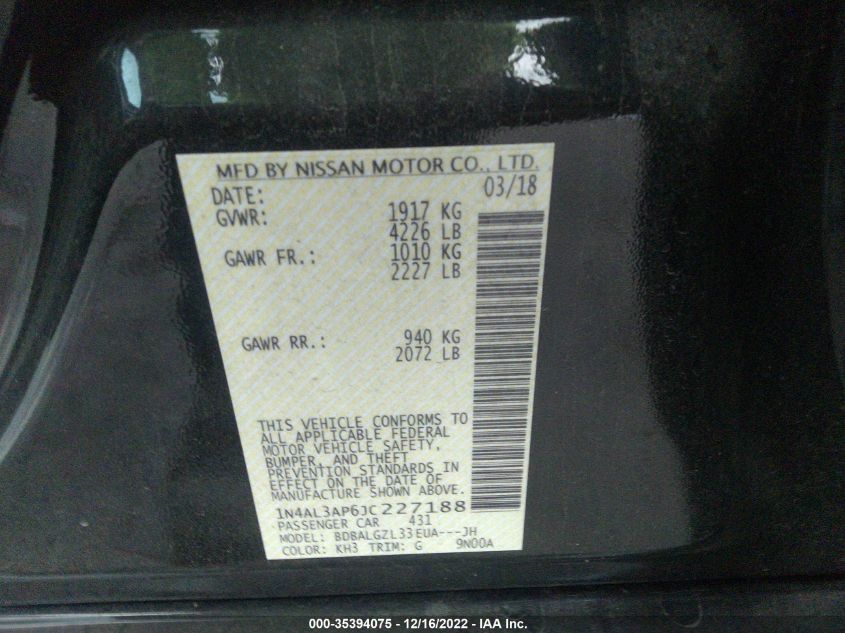 MFD BY NISSAN MOTOR CO., LTD.
DATE: 03/18
GVWR: 1917 KG
4226 LB
GAWR FR.: 1010 KG
2227 LB
GAWR RR.: 940 KG
2072 LB
THIS VEHICLE CONFORMS TO
ALL APPLICABLE FEDERAL
MOTOR VEHICLE SAFETY,
BUMPER, AND THEFT
PREVENTION STANDARDS IN
EFFECT ON THE DATE OF
MANUFACTURE SHOWN ABOVE.
1N4AL3AP6JC227188
PASSENGER CAR 431
MODEL: BDBALGZL33EUA---JH
COLOR: KH3 TRIM: G 9N00A
000-35394075 - 12/16/2022 - IAA Inc.